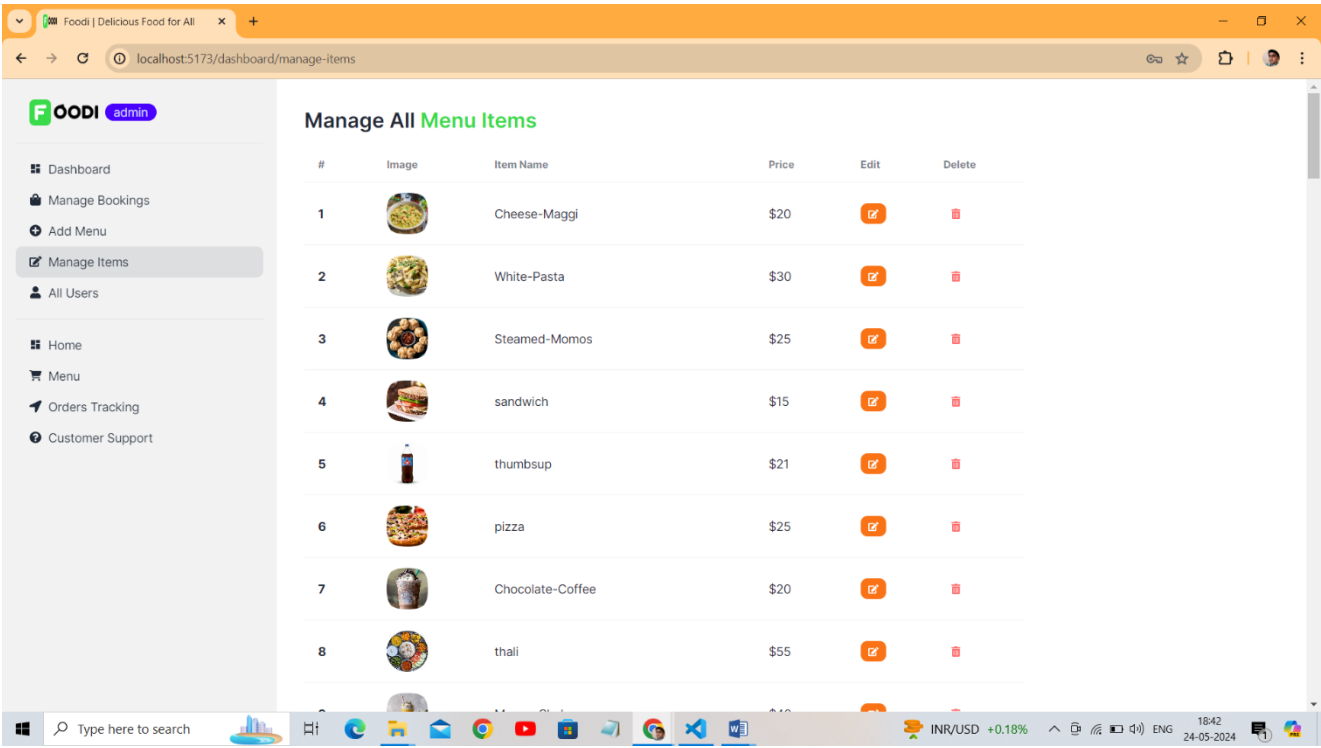 Foodi | Delicious Food for All
localhost:5173/dashboard/manage-items
FOODI admin
Dashboard
Manage Bookings
Add Menu
Manage Items
All Users
Home
Menu
Orders Tracking
Customer Support
Manage All Menu Items
# Image Item Name Price Edit Delete
1 Cheese-Maggi $20
2 White-Pasta $30
3 Steamed-Momos $25
4 sandwich $15
5 thumbsup $21
6 pizza $25
7 Chocolate-Coffee $20
8 thali $55
Type here to search
INR/USD +0.18%
ENG
18:42
24-05-2024
1